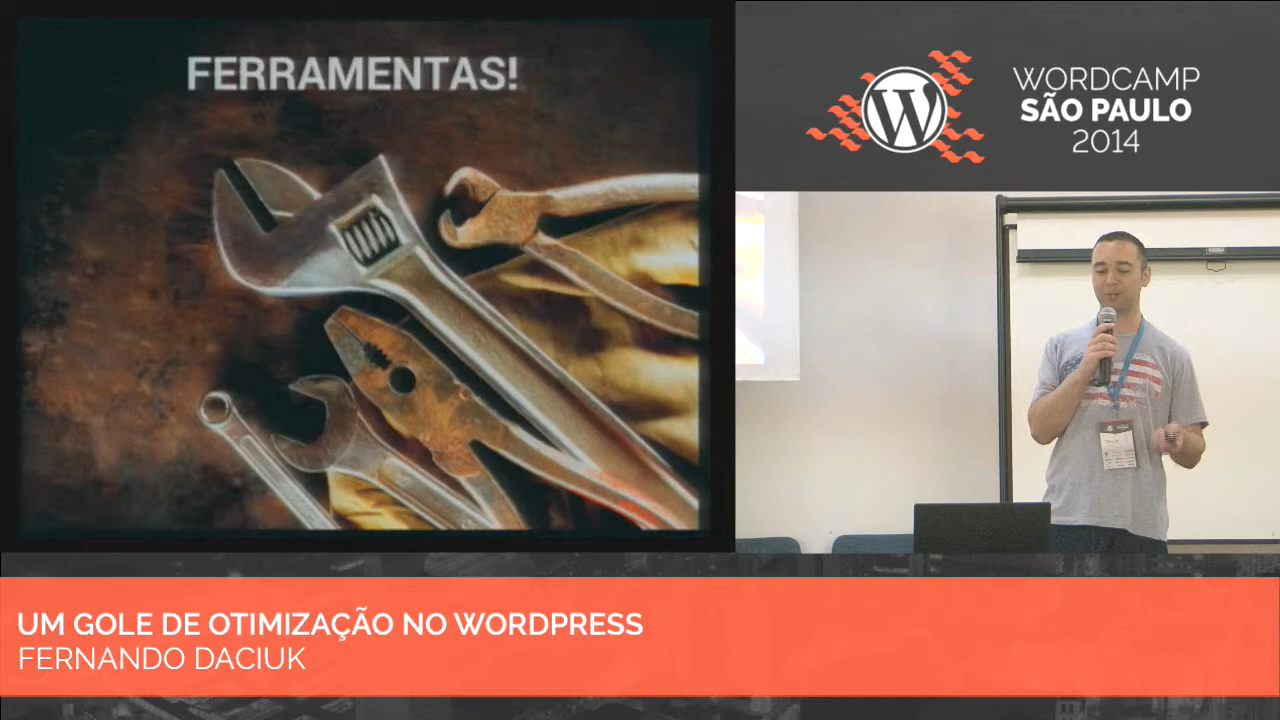 FERRAMENTAS!
WORDCAMP
SÃO PAULO
2014
UM GOLE DE OTIMIZAÇÃO NO WORDPRESS
FERNANDO DACIUK